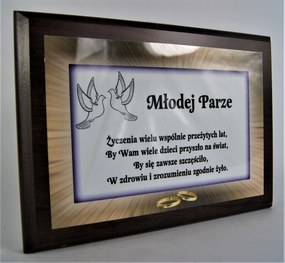 Młodej Parze
Życzenia wielu wspólnie przeżytych lat,
By Wam wiele dzieci przyszło na świat,
By się zawsze szczęściło,
W zdrowiu i zrozumieniu zgodnie żyło.